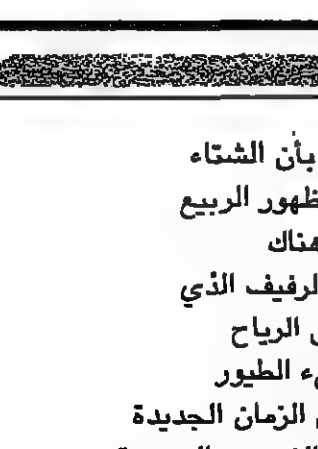 بأن الشتاء
ظهور الربيع
هناك
الرفيف الذي
الرياح
الطيور
الزمان الجديدة